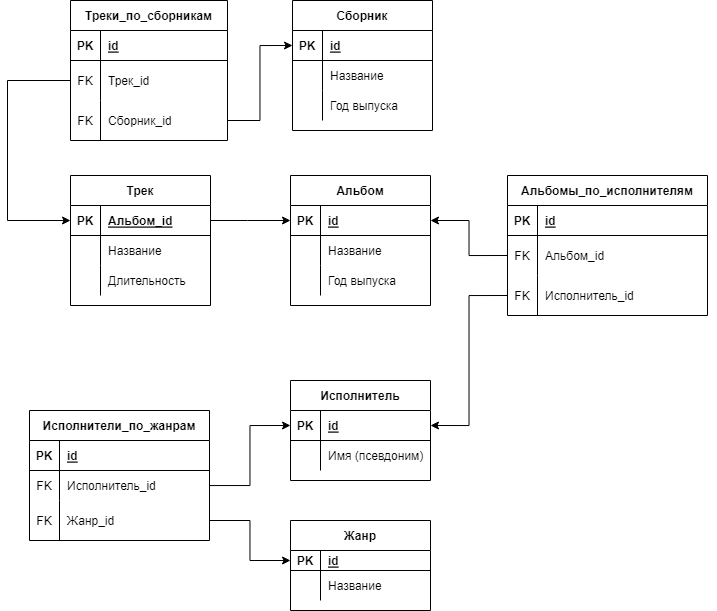 Треки_по_сборникам
PK id
FK Трек_id
FK Сборник_id
Сборник
PK id
Название
Год выпуска
Трек
PK Альбом_id
Название
Длительность
Альбом
PK id
Название
Год выпуска
Альбомы_по_исполнителям
PK id
FK Альбом_id
FK Исполнитель_id
Исполнители_по_жанрам
PK id
FK Исполнитель_id
FK Жанр_id
Исполнитель
PK id
Имя (псевдоним)
Жанр
PK id
Название